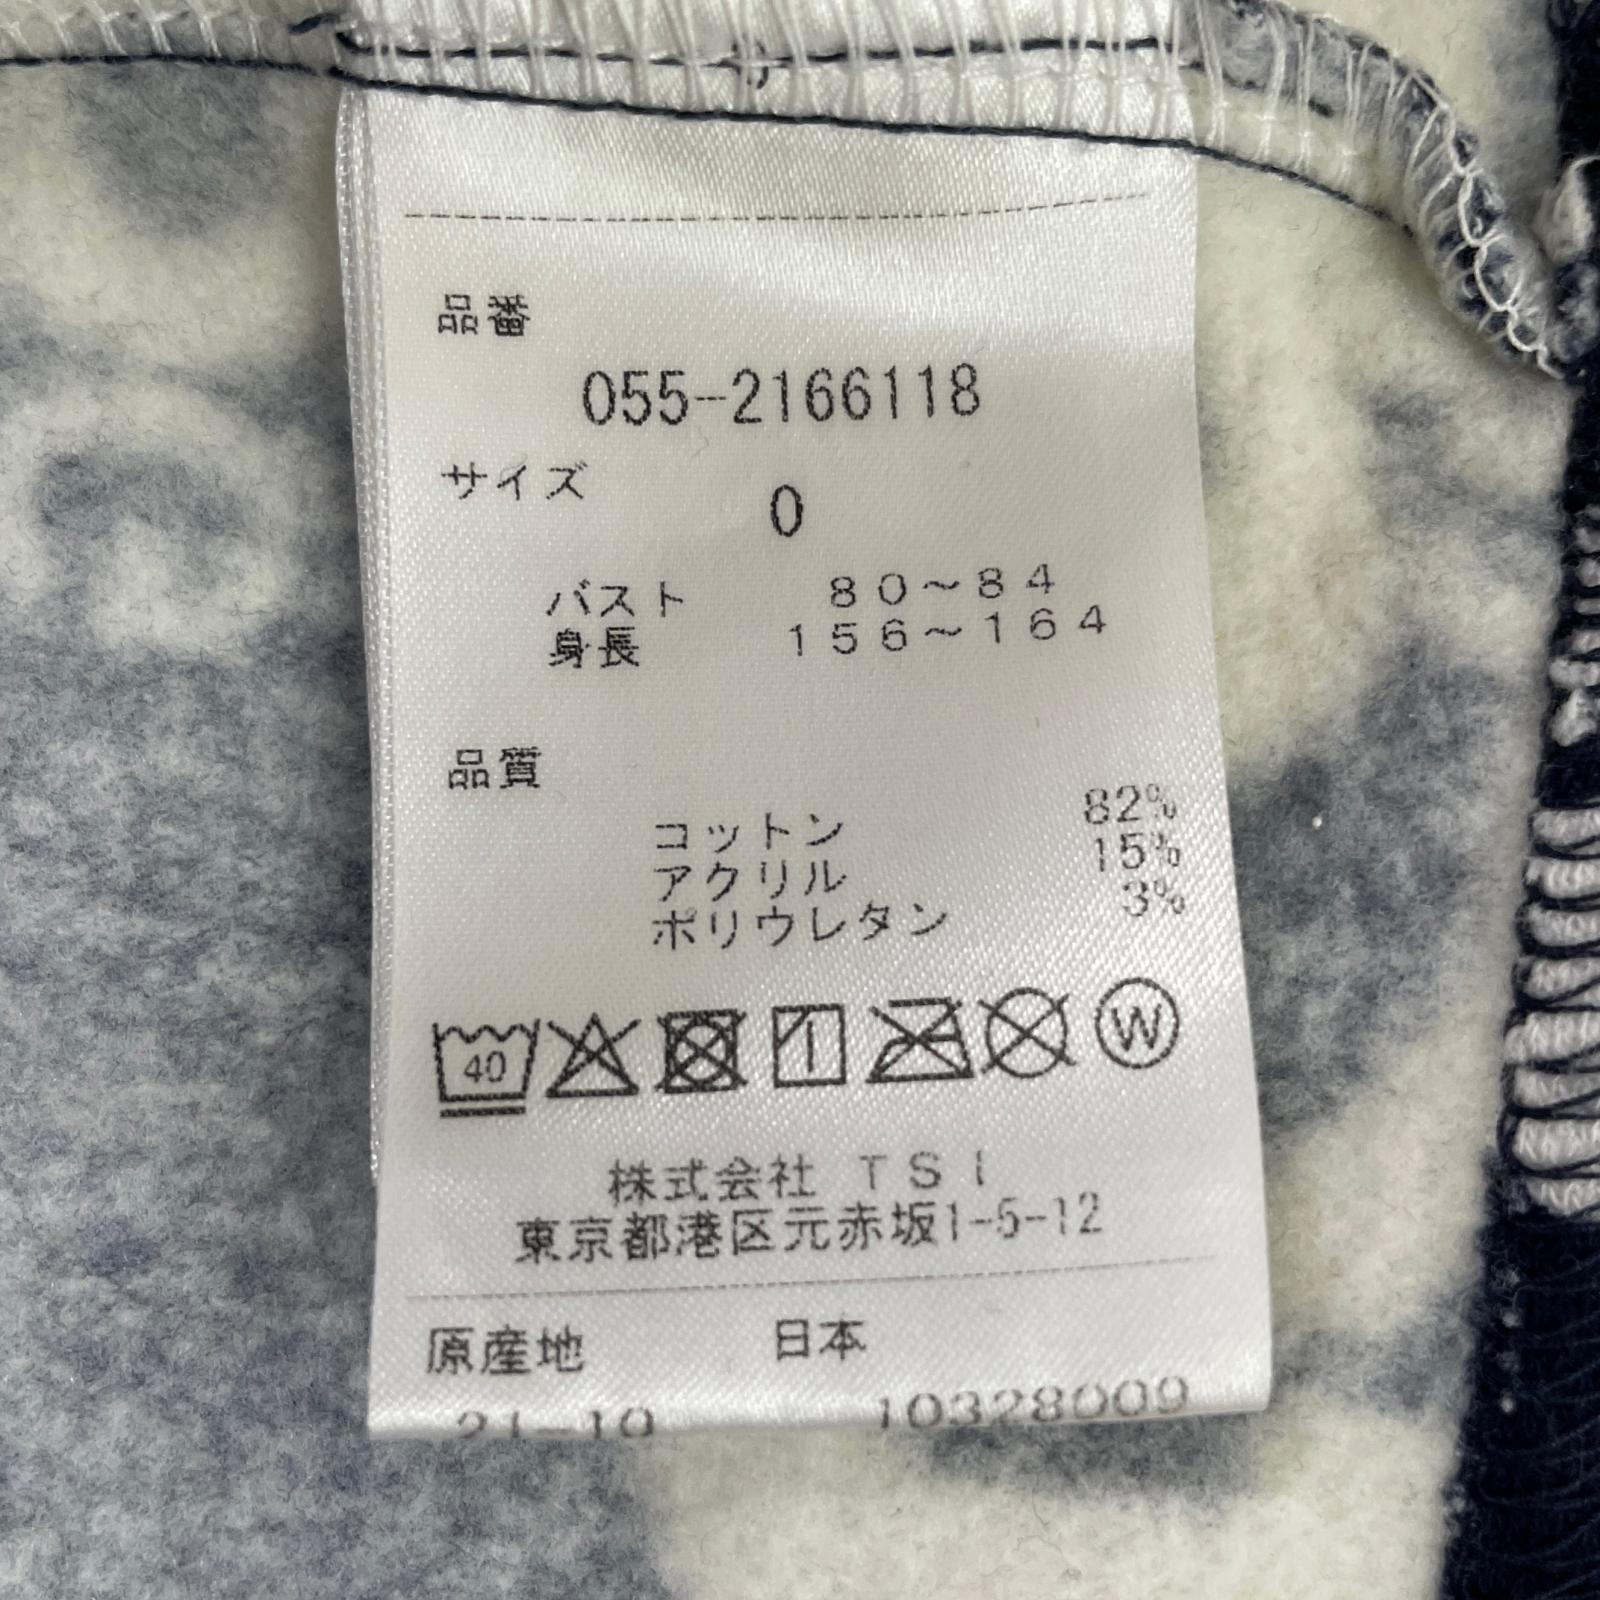 品番
055-2166118
サイズ 0
バスト 80～84
身長 156～164
品質
コットン 82%
アクリル 15%
ポリウレタン 3%
40
W
株式会社 TSI
東京都港区元赤坂1-5-12
原産地 日本
21-10 10328009